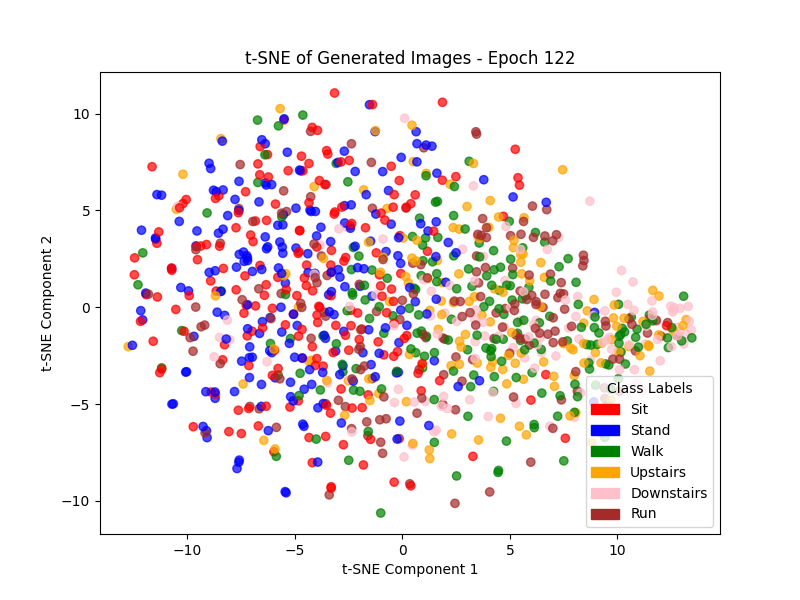 t-SNE of Generated Images - Epoch 122
10
5
0
−5
−10
t-SNE Component 2
−10
−5
0
5
10
t-SNE Component 1
Class Labels
Sit
Stand
Walk
Upstairs
Downstairs
Run